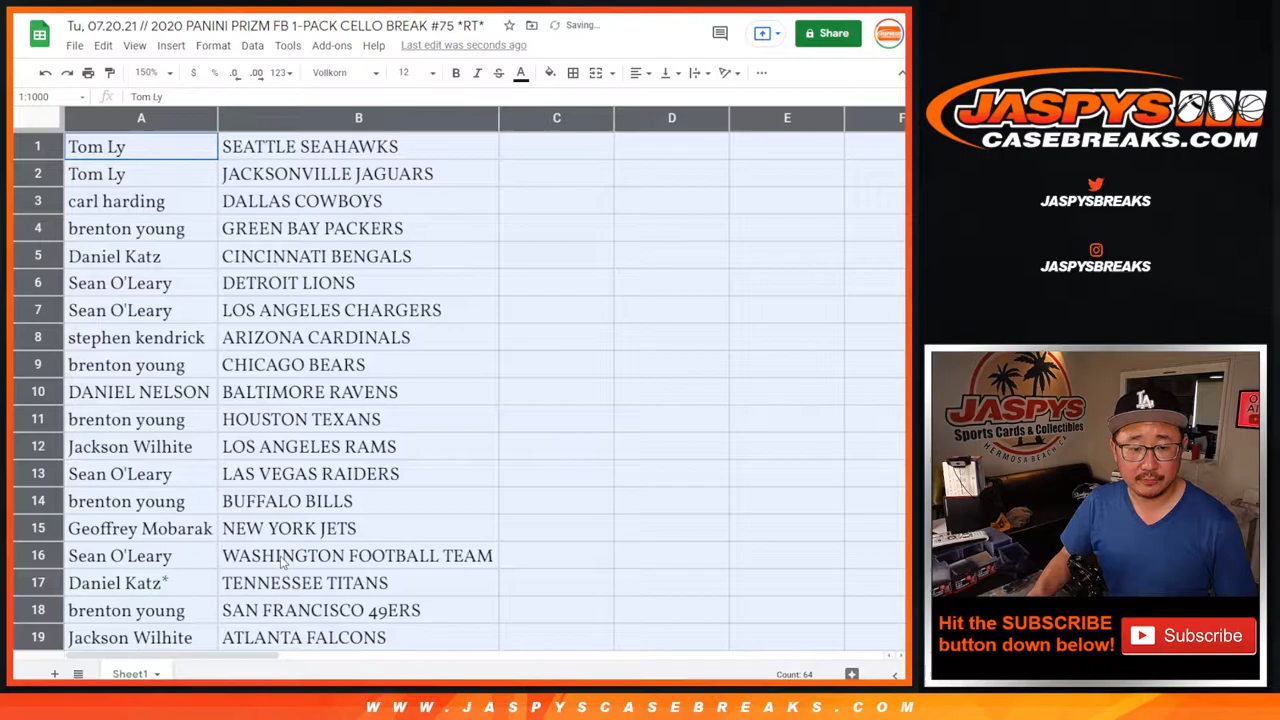 Tu, 07.20.21 // 2020 PANINI PRIZM FB 1-PACK CELLO BREAK #75 *RT*
Saving...
File Edit View Insert Format Data Tools Add-ons Help Last edit was seconds ago
Share
150% $ % .0 .00 123 Vollkorn 12 B I S A
1:1000 fx Tom Ly
A B C D E F
1 Tom Ly SEATTLE SEAHAWKS
2 Tom Ly JACKSONVILLE JAGUARS
3 carl harding DALLAS COWBOYS
4 brenton young GREEN BAY PACKERS
5 Daniel Katz CINCINNATI BENGALS
6 Sean O'Leary DETROIT LIONS
7 Sean O'Leary LOS ANGELES CHARGERS
8 stephen kendrick ARIZONA CARDINALS
9 brenton young CHICAGO BEARS
10 DANIEL NELSON BALTIMORE RAVENS
11 brenton young HOUSTON TEXANS
12 Jackson Wilhite LOS ANGELES RAMS
13 Sean O'Leary LAS VEGAS RAIDERS
14 brenton young BUFFALO BILLS
15 Geoffrey Mobarak NEW YORK JETS
16 Sean O'Leary WASHINGTON FOOTBALL TEAM
17 Daniel Katz* TENNESSEE TITANS
18 brenton young SAN FRANCISCO 49ERS
19 Jackson Wilhite ATLANTA FALCONS
Sheet1
Count: 64
JASPYS
CASEBREAKS.COM
JASPYSBREAKS
JASPYSBREAKS
JASPYS
Sports Cards & Collectibles
HERMOSA BEACH CA
LA
Hit the SUBSCRIBE
button down below!
Subscribe
WWW.JASPYSCASEBREAKS.COM